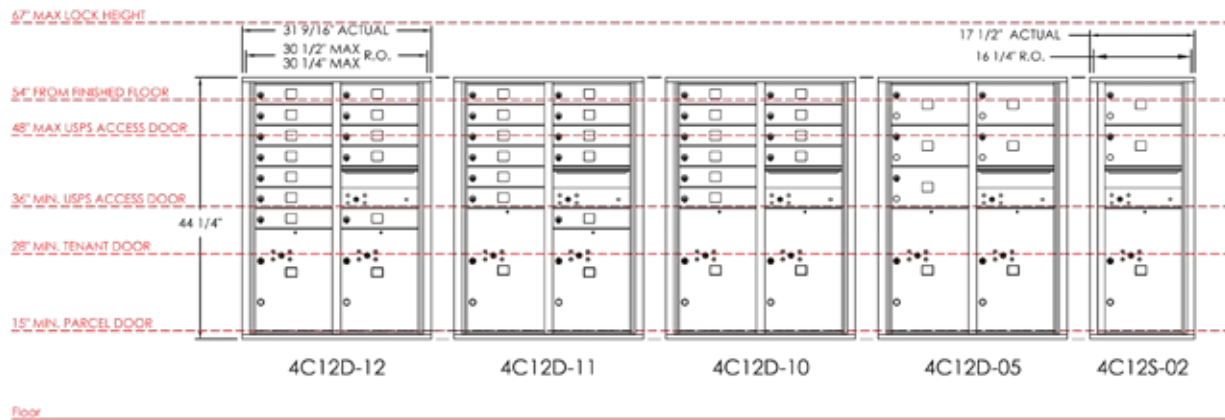 67" MAX LOCK HEIGHT
31 9/16" ACTUAL
30 1/2" MAX
30 1/4" MAX
R.O.
17 1/2" ACTUAL
16 1/4" R.O.
54" FROM FINISHED FLOOR
48" MAX USPS ACCESS DOOR
36" MIN. USPS ACCESS DOOR
44 1/4"
28" MIN. TENANT DOOR
15" MIN. PARCEL DOOR
4C12D-12
4C12D-11
4C12D-10
4C12D-05
4C12S-02
Floor